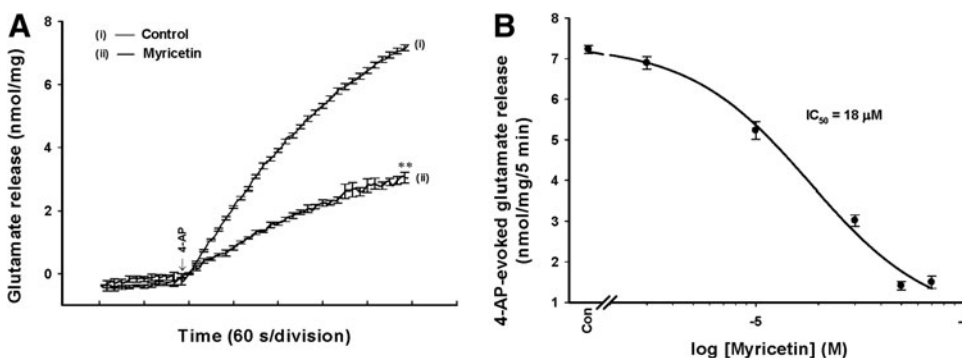 A
(i) — Control
(ii) — Myricetin
Glutamate release (nmol/mg)
8
6
4
2
0
4-AP
(i)
**
(ii)
Time (60 s/division)
B
4-AP-evoked glutamate release
(nmol/mg/5 min)
8
7
6
5
4
3
2
1
IC50 = 18 µM
Con
-5
log [Myricetin] (M)